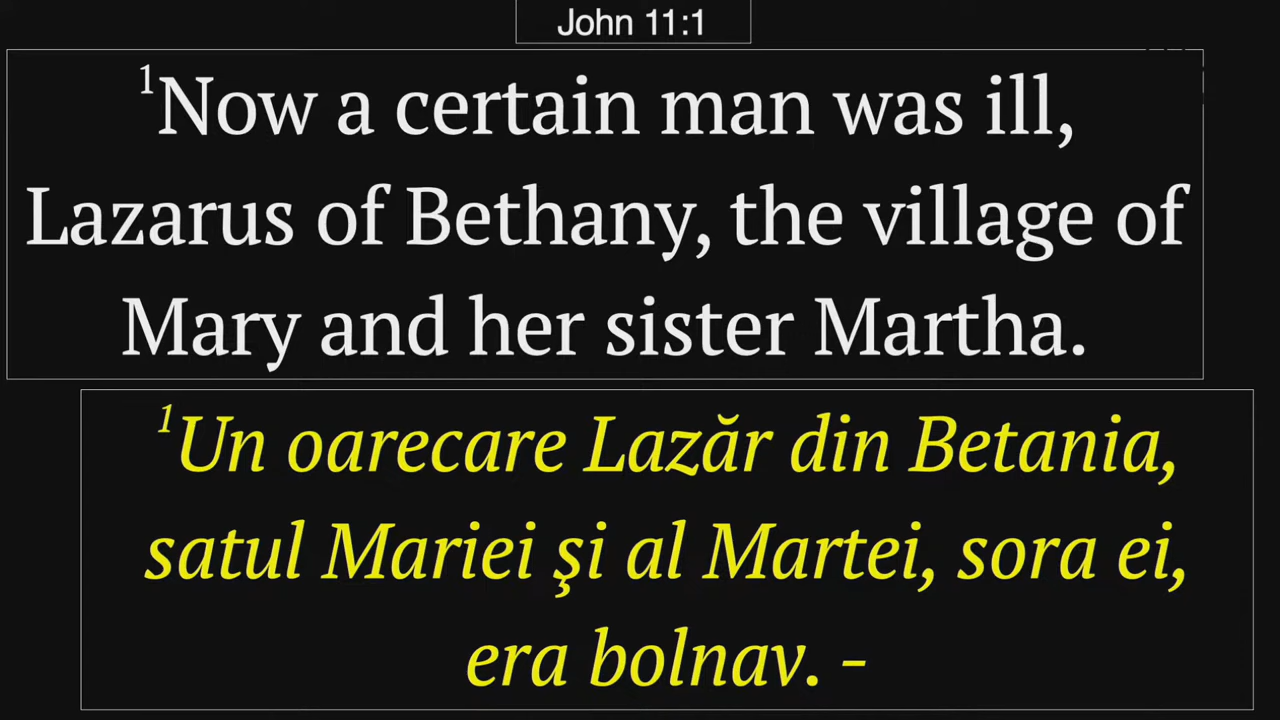 John 11:1
¹Now a certain man was ill,
Lazarus of Bethany, the village of
Mary and her sister Martha.
¹Un oarecare Lazăr din Betania,
satul Mariei şi al Martei, sora ei,
era bolnav. -